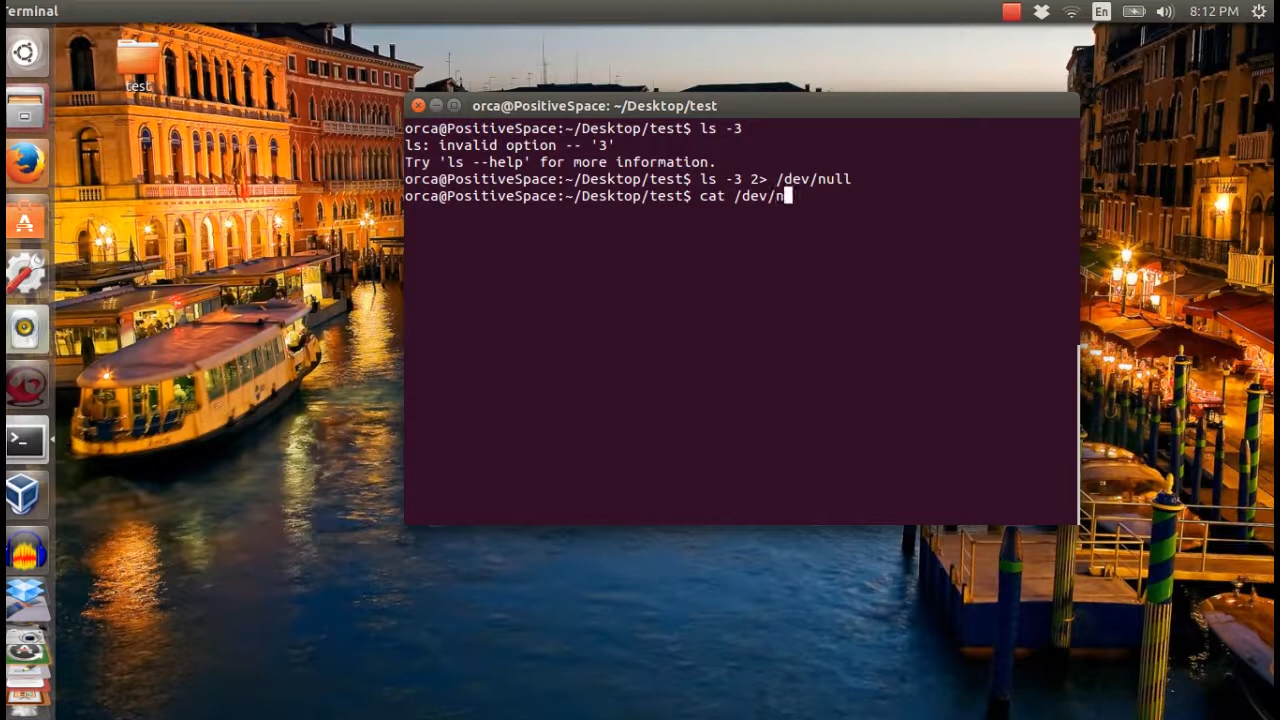 Terminal
En
8:12 PM
test
orca@PositiveSpace: ~/Desktop/test
orca@PositiveSpace:~/Desktop/test$ ls -3
ls: invalid option -- '3'
Try 'ls --help' for more information.
orca@PositiveSpace:~/Desktop/test$ ls -3 2> /dev/null
orca@PositiveSpace:~/Desktop/test$ cat /dev/n
>_